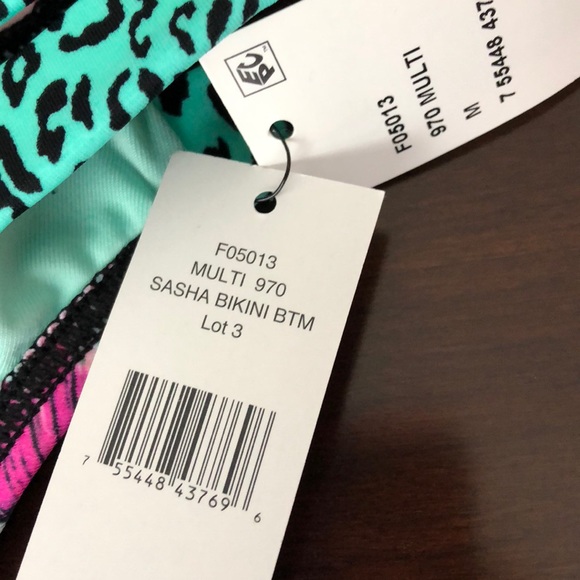 F05013
MULTI 970
SASHA BIKINI BTM
Lot 3
7 55448 43769 6
F05013
970 MULTI
M
7 55448 437